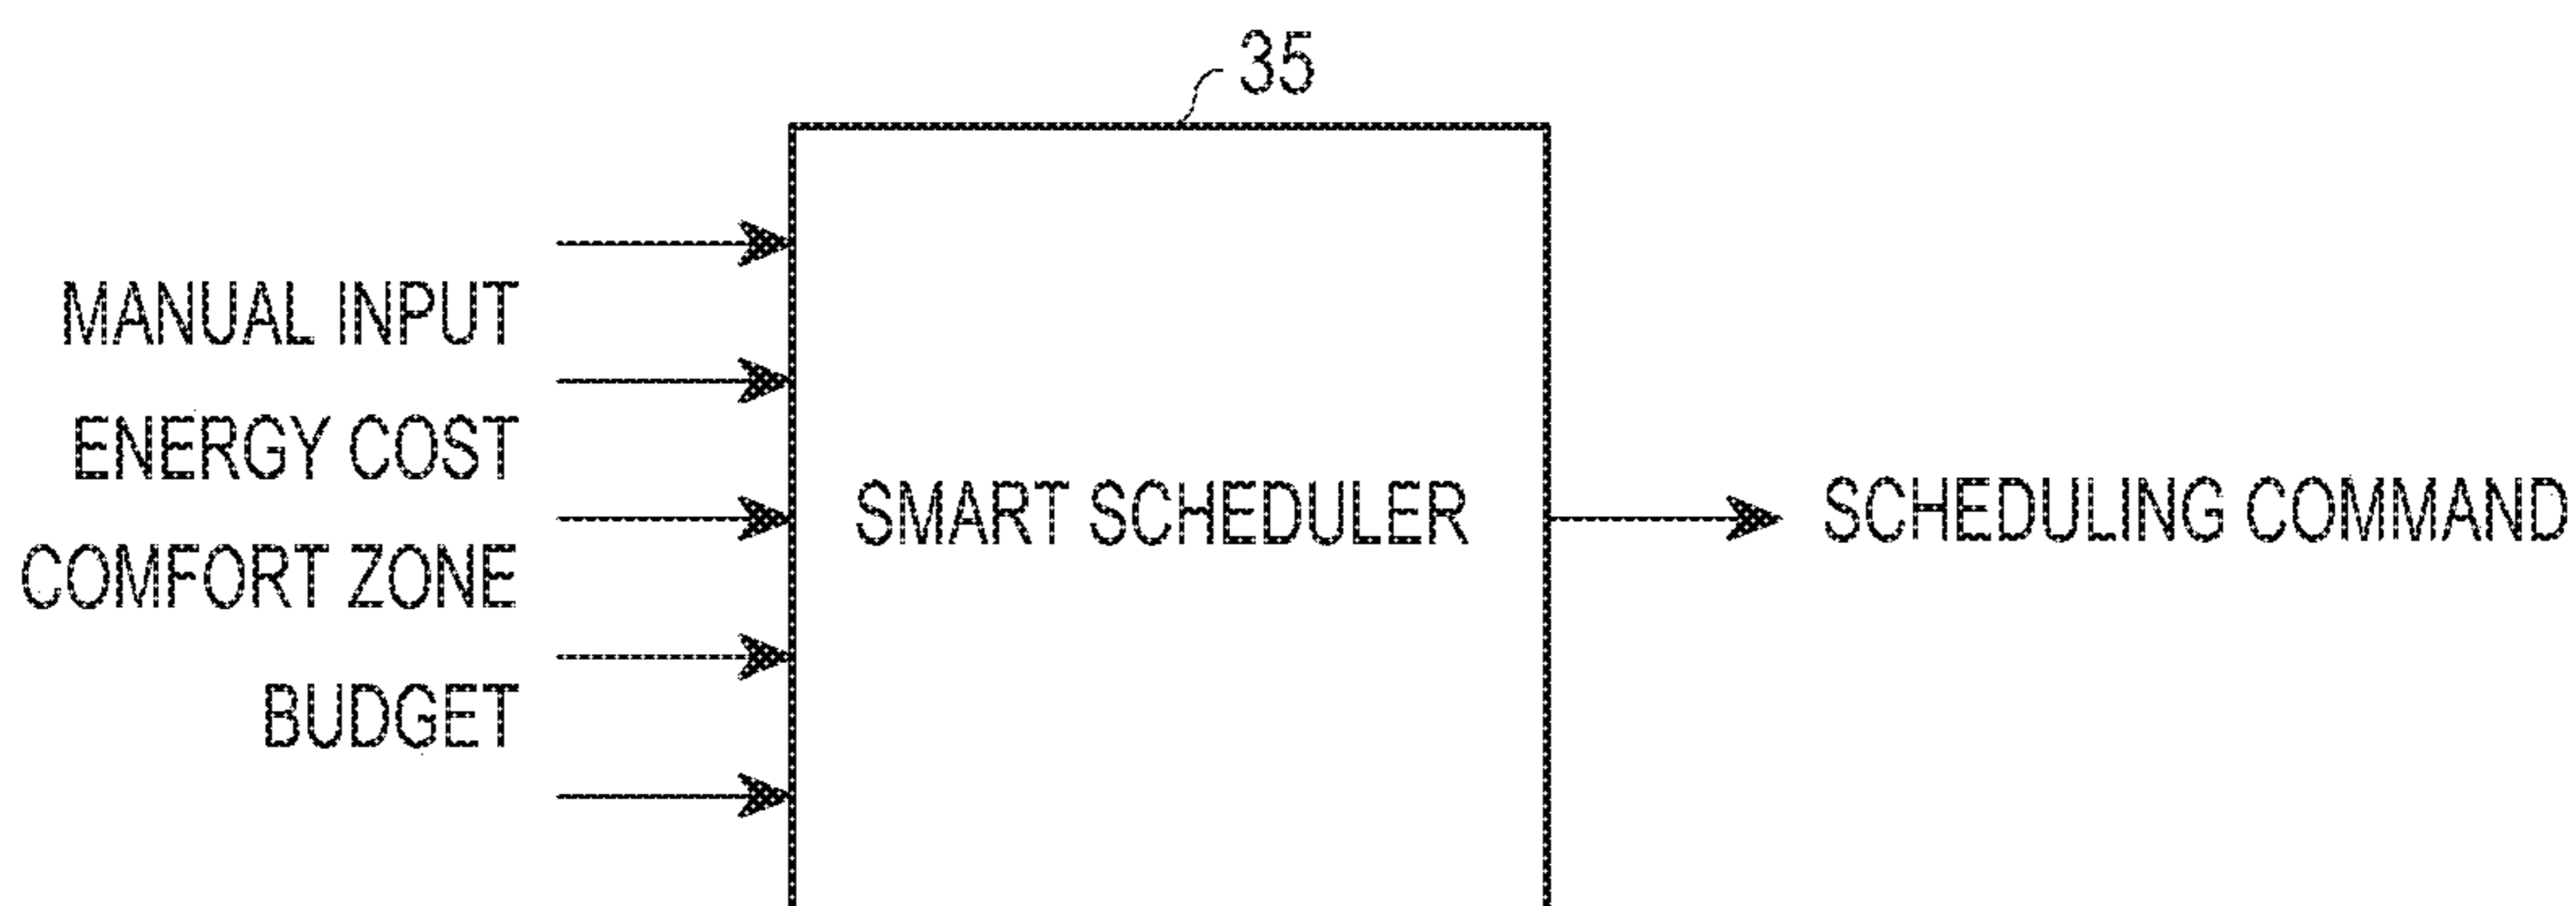 35
MANUAL INPUT
ENERGY COST
COMFORT ZONE
BUDGET
SMART SCHEDULER
SCHEDULING COMMAND